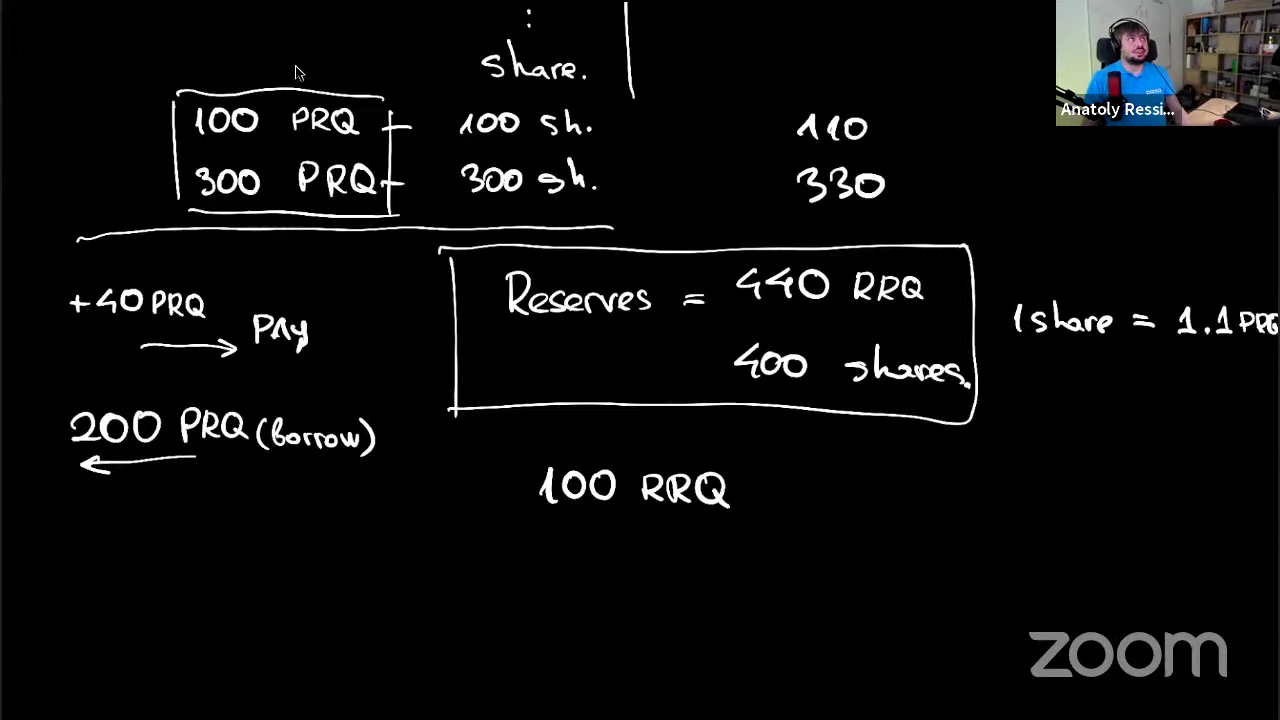 :
share.
100 PRQ 100 sh. 110
300 PRQ 300 sh. 330
+40 PRQ
PAy
Reserves = 440 RRQ
400 shares.
1 share = 1.1 PRQ
200 PRQ (borrow)
100 RRQ
Anatoly Ressi...
zoom